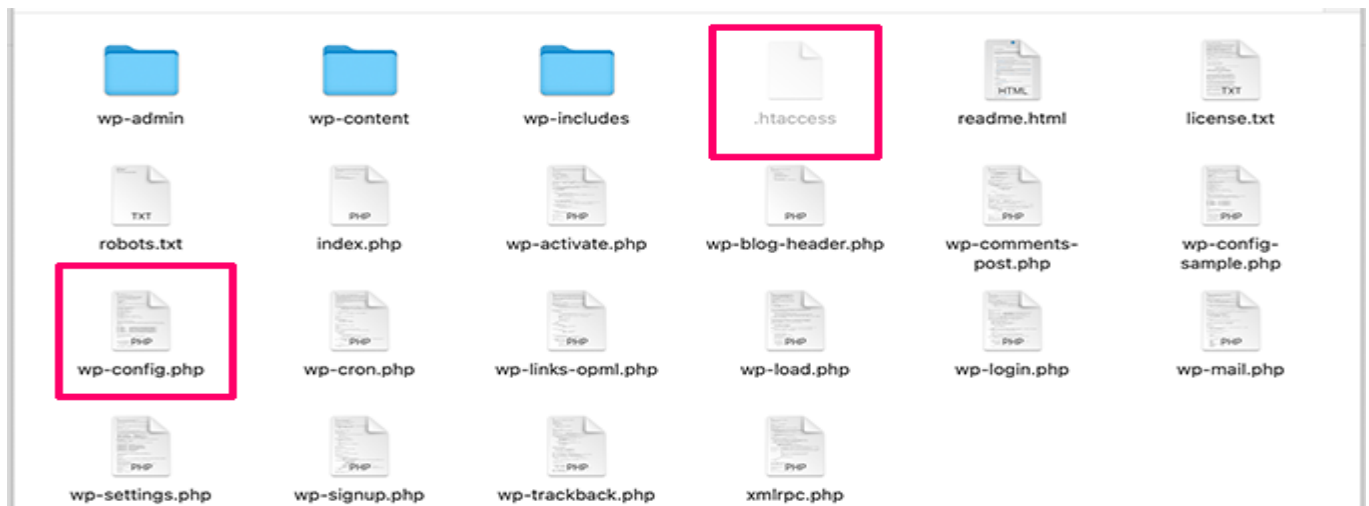 wp-admin
wp-content
wp-includes
.htaccess
HTML
readme.html
TXT
license.txt
TXT
robots.txt
PHP
index.php
PHP
wp-activate.php
PHP
wp-blog-header.php
PHP
wp-comments-
post.php
PHP
wp-config-
sample.php
PHP
wp-config.php
PHP
wp-cron.php
PHP
wp-links-opml.php
PHP
wp-load.php
PHP
wp-login.php
PHP
wp-mail.php
PHP
wp-settings.php
PHP
wp-signup.php
PHP
wp-trackback.php
PHP
xmlrpc.php